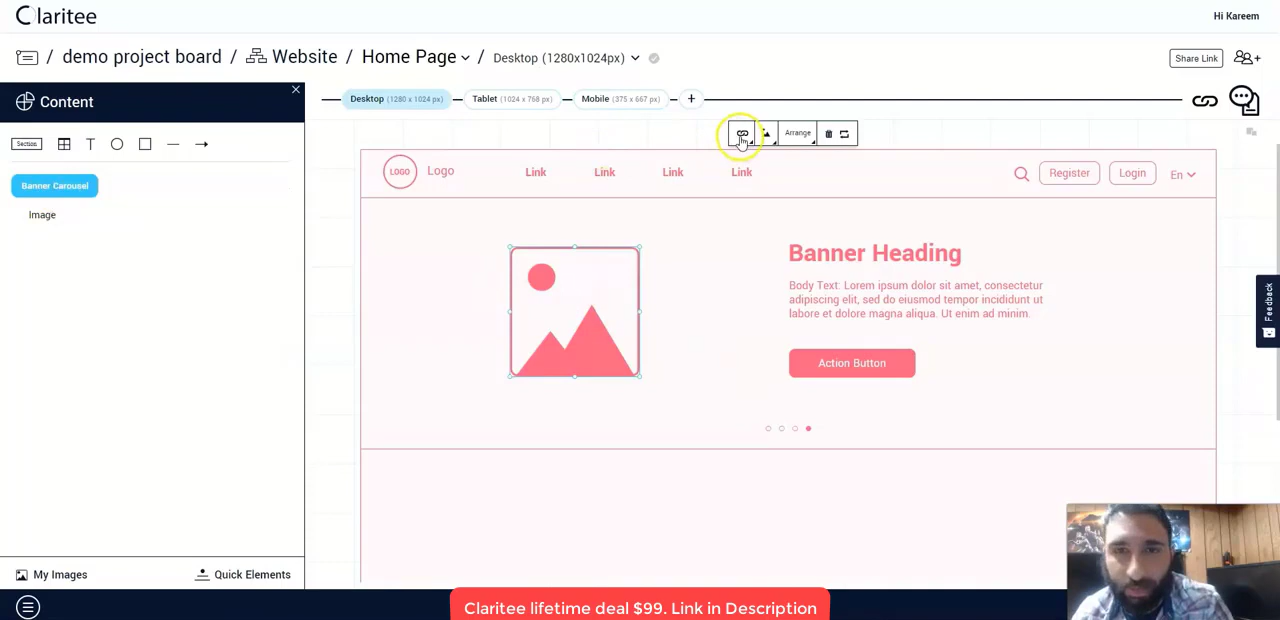 Claritee
Hi Kareem
/ demo project board / Website / Home Page / Desktop (1280x1024px)
Share Link
Content
Desktop (1280 x 1024 px)
Tablet (1024 x 768 px)
Mobile (375 x 667 px)
+
Section
T
Arrange
Banner Carousel
Image
LOGO
Logo
Link
Link
Link
Link
Register
Login
En
Banner Heading
Body Text: Lorem ipsum dolor sit amet, consectetur
adipiscing elit, sed do eiusmod tempor incididunt ut
labore et dolore magna aliqua. Ut enim ad minim.
Action Button
Feedback
My Images
Quick Elements
Claritee lifetime deal $99. Link in Description